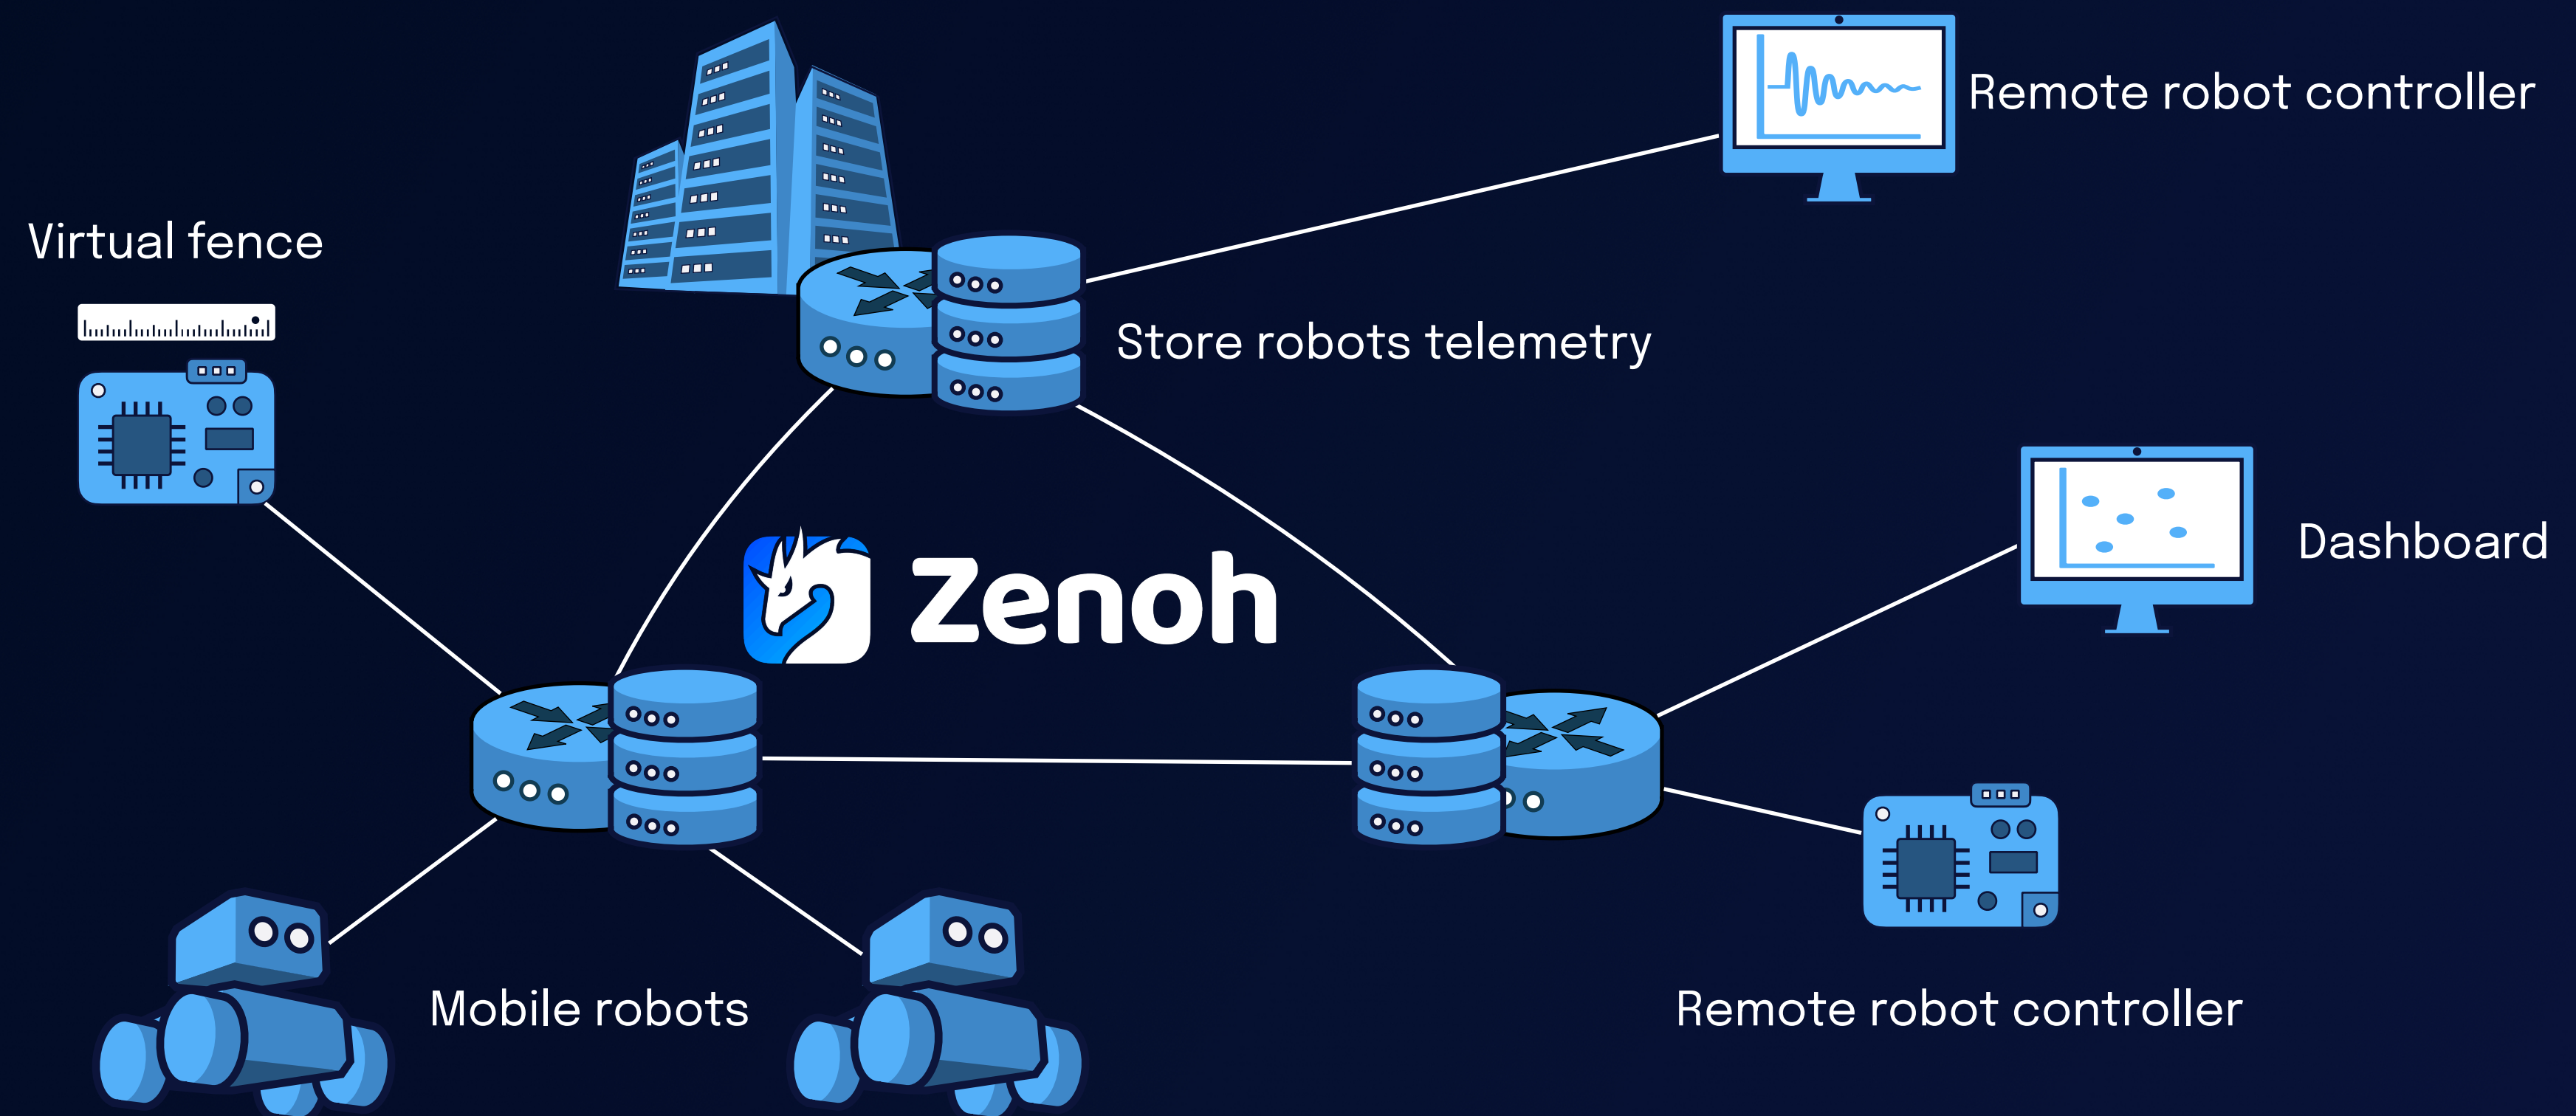 Remote robot controller
Virtual fence
Store robots telemetry
Dashboard
Zenoh
Mobile robots
Remote robot controller